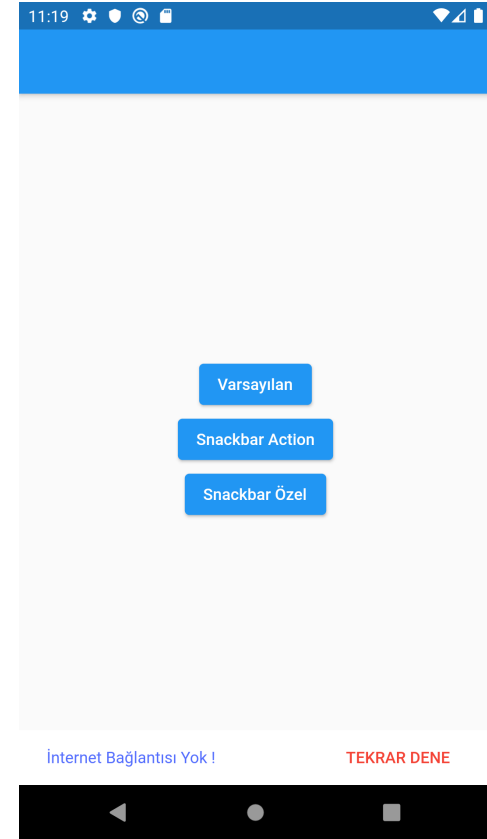 11:19
Varsayılan
Snackbar Action
Snackbar Özel
İnternet Bağlantısı Yok ! TEKRAR DENE